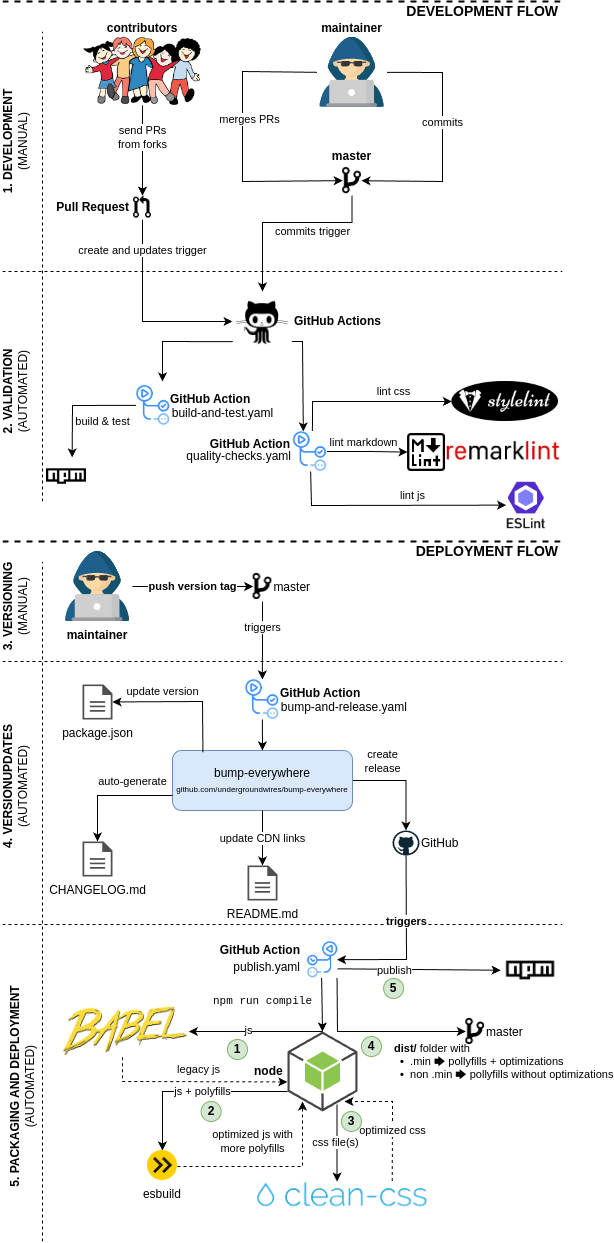 DEVELOPMENT FLOW
contributors
maintainer
1. DEVELOPMENT
(MANUAL)
send PRs
from forks
merges PRs
commits
master
Pull Request
commits trigger
create and updates trigger
2. VALIDATION
(AUTOMATED)
GitHub Actions
GitHub Action
build-and-test.yaml
build & test
npm
GitHub Action
quality-checks.yaml
lint css
stylelint
lint markdown
M
Lint
remarklint
lint js
ESLint
DEPLOYMENT FLOW
3. VERSIONING
(MANUAL)
maintainer
push version tag
master
triggers
4. VERSIONUPDATES
(AUTOMATED)
update version
package.json
GitHub Action
bump-and-release.yaml
bump-everywhere
github.com/undergroundwires/bump-everywhere
create
release
auto-generate
CHANGELOG.md
update CDN links
README.md
GitHub
triggers
5. PACKAGING AND DEPLOYMENT
(AUTOMATED)
GitHub Action
publish.yaml
publish
5
npm
npm run compile
BABEL
js
1
legacy js
node
4
master
dist/ folder with
• .min 🡆 pollyfills + optimizations
• non .min 🡆 pollyfills without optimizations
js + polyfills
2
optimized js with
more polyfills
3
css file(s)
optimized css
esbuild
clean-css